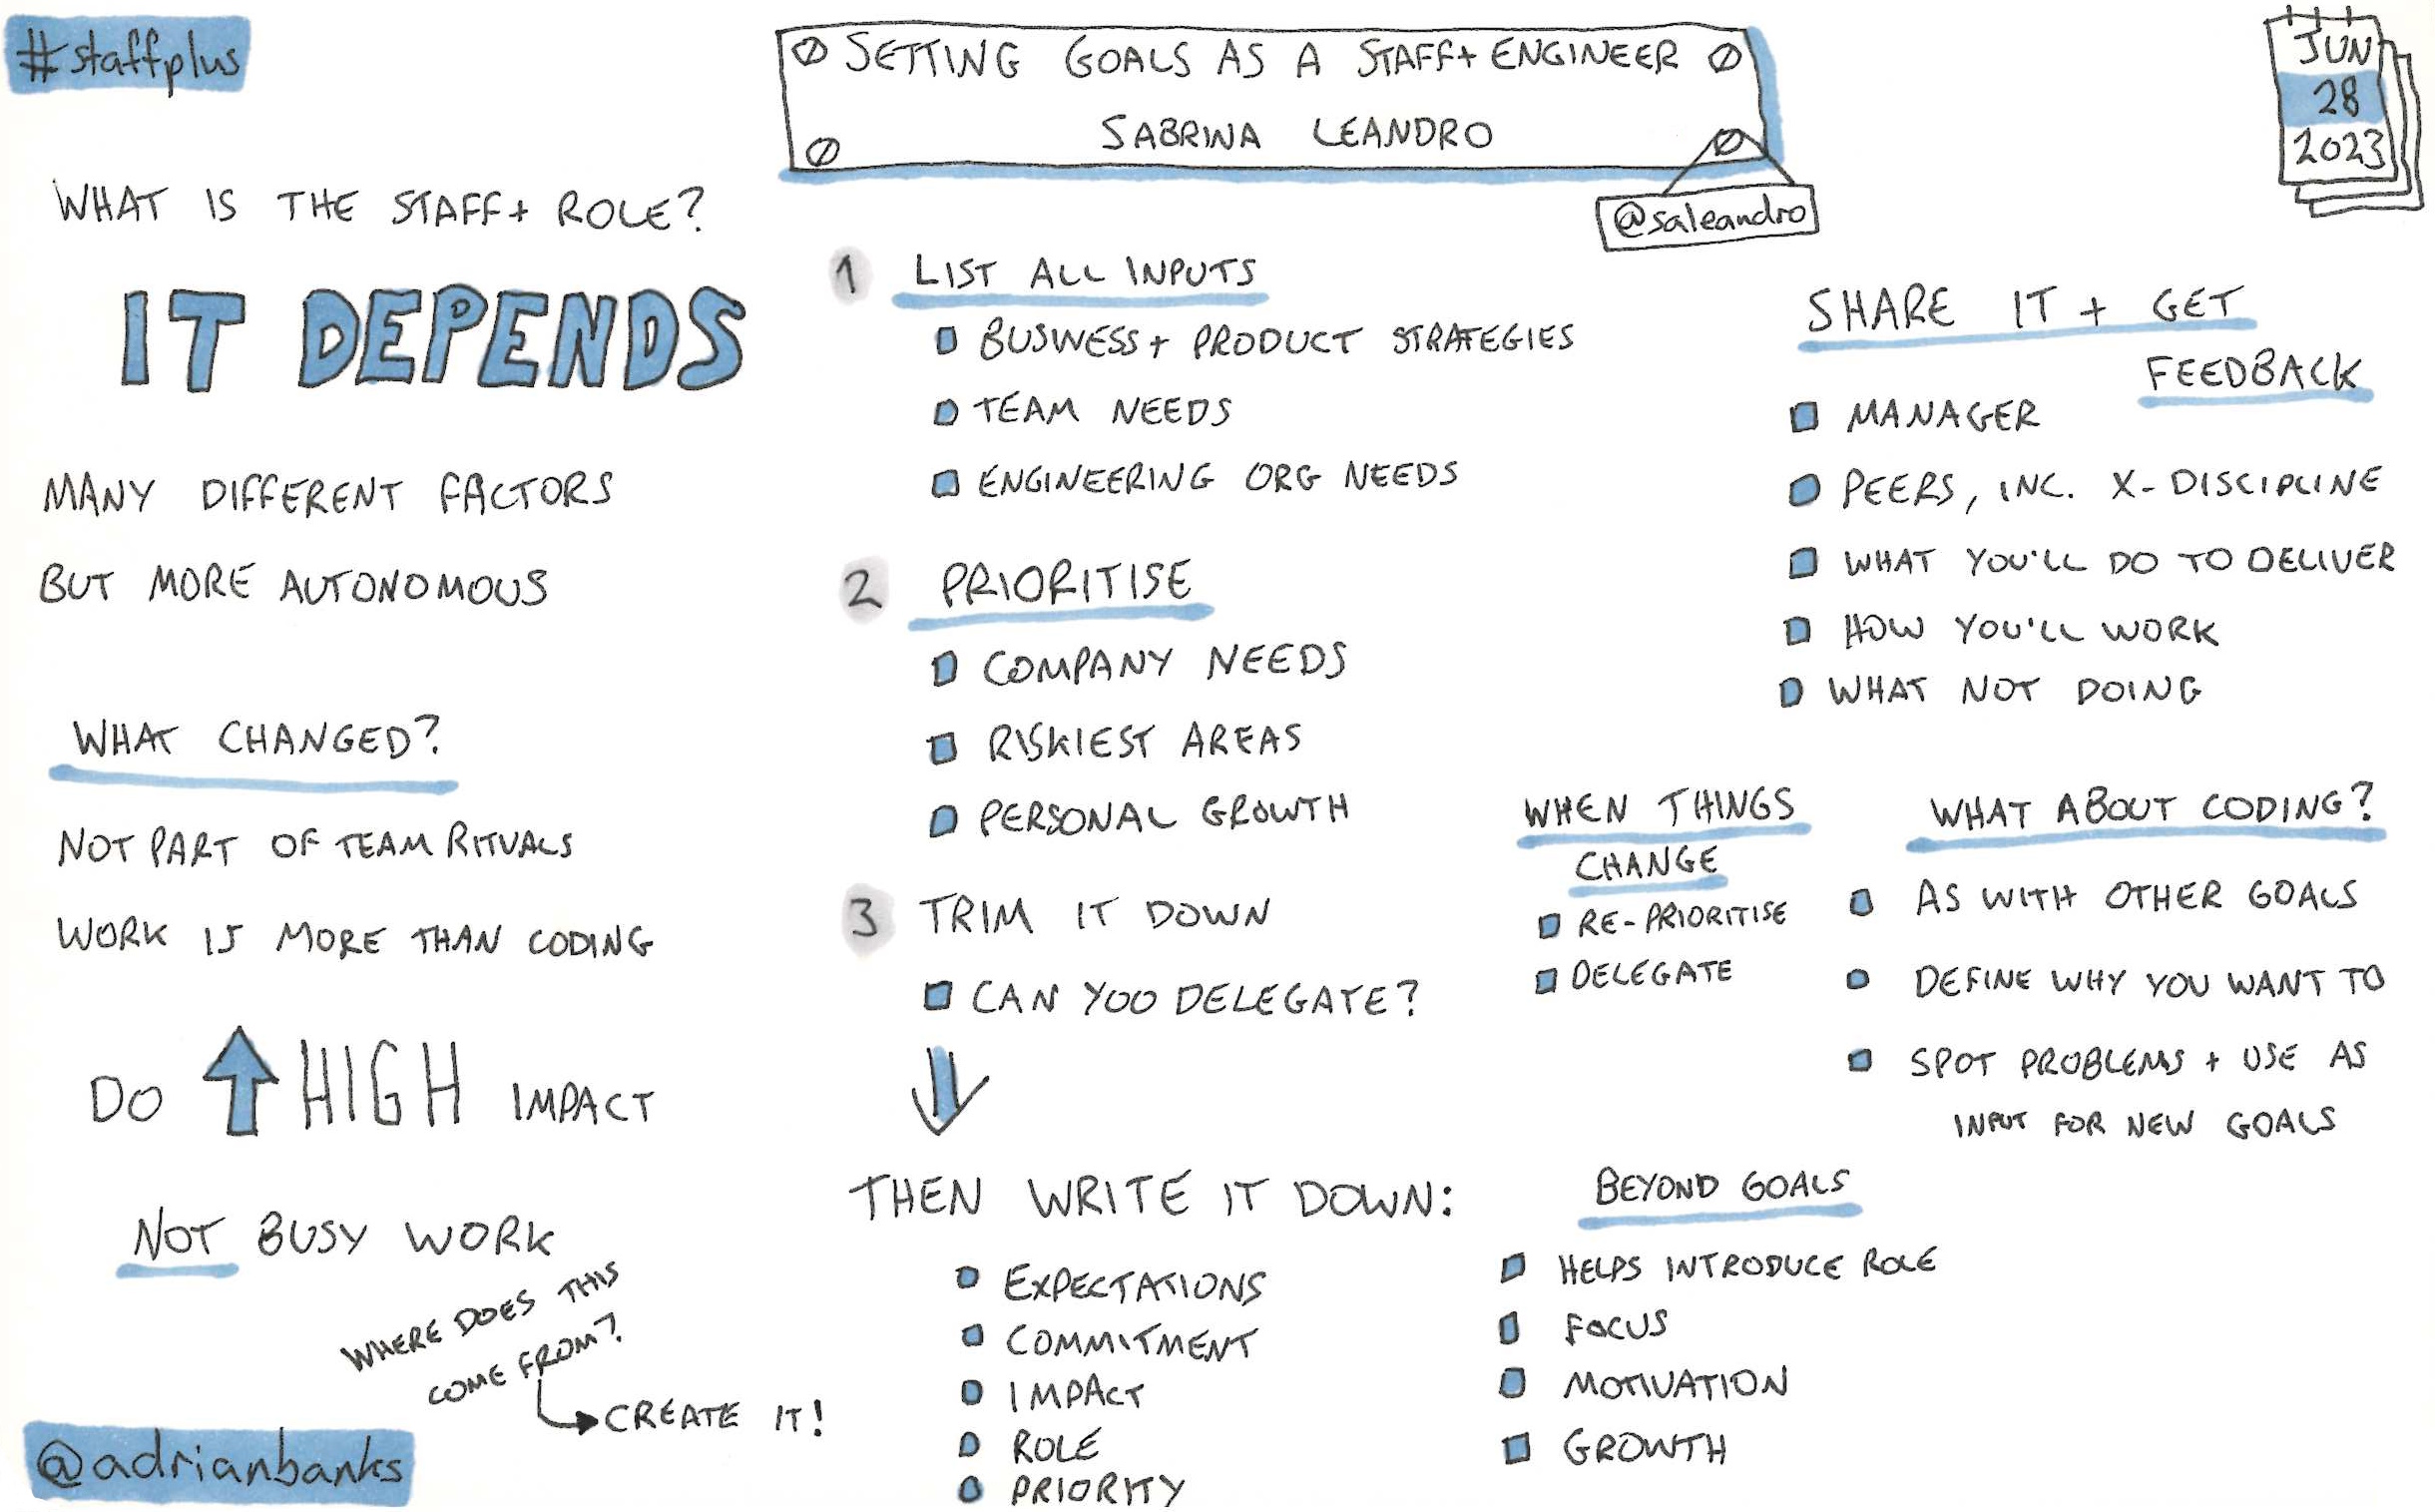 #staffplus
SETTING GOALS AS A STAFF+ ENGINEER
SABRINA LEANDRO
@saleandro
JUN
28
2023
WHAT IS THE STAFF+ ROLE?
IT DEPENDS
MANY DIFFERENT FACTORS
BUT MORE AUTONOMOUS
WHAT CHANGED?
NOT PART OF TEAM RITUALS
WORK IS MORE THAN CODING
DO HIGH IMPACT
NOT BUSY WORK
WHERE DOES THIS
COME FROM?
CREATE IT!
@adrianbanks
1 LIST ALL INPUTS
BUSINESS + PRODUCT STRATEGIES
TEAM NEEDS
ENGINEERING ORG NEEDS
2 PRIORITISE
COMPANY NEEDS
RISKIEST AREAS
PERSONAL GROWTH
3 TRIM IT DOWN
CAN YOU DELEGATE?
THEN WRITE IT DOWN:
EXPECTATIONS
COMMITMENT
IMPACT
ROLE
PRIORITY
SHARE IT + GET
FEEDBACK
MANAGER
PEERS, INC. X-DISCIPLINE
WHAT YOU'LL DO TO DELIVER
HOW YOU'LL WORK
WHAT NOT DOING
WHEN THINGS
CHANGE
RE-PRIORITISE
DELEGATE
WHAT ABOUT CODING?
AS WITH OTHER GOALS
DEFINE WHY YOU WANT TO
SPOT PROBLEMS + USE AS
INPUT FOR NEW GOALS
BEYOND GOALS
HELPS INTRODUCE ROLE
FOCUS
MOTIVATION
GROWTH